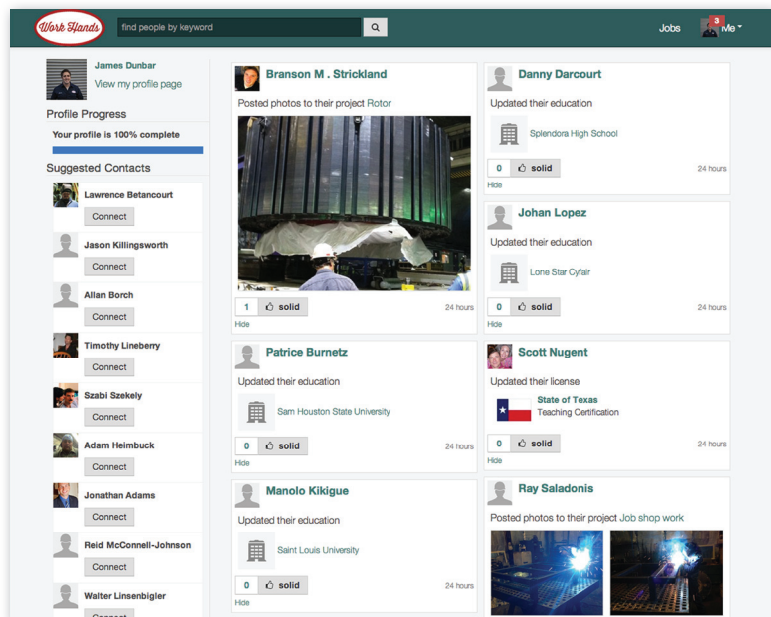 Work Hands
find people by keyword
Jobs
3
Me
James Dunbar
View my profile page
Profile Progress
Your profile is 100% complete
Suggested Contacts
Lawrence Betancourt
Connect
Jason Killingsworth
Connect
Allan Borch
Connect
Timothy Lineberry
Connect
Szabi Szekely
Connect
Adam Heimbuck
Connect
Jonathan Adams
Connect
Reid McConnell-Johnson
Connect
Walter Linsenbigler
Connect
Branson M . Strickland
Posted photos to their project Rotor
1 solid
24 hours
Hide
Patrice Burnetz
Updated their education
Sam Houston State University
0 solid
24 hours
Hide
Manolo Kikigue
Updated their education
Saint Louis University
0 solid
24 hours
Hide
Danny Darcourt
Updated their education
Splendora High School
0 solid
24 hours
Hide
Johan Lopez
Updated their education
Lone Star Cy'air
0 solid
24 hours
Hide
Scott Nugent
Updated their license
State of Texas
Teaching Certification
0 solid
24 hours
Hide
Ray Saladonis
Posted photos to their project Job shop work